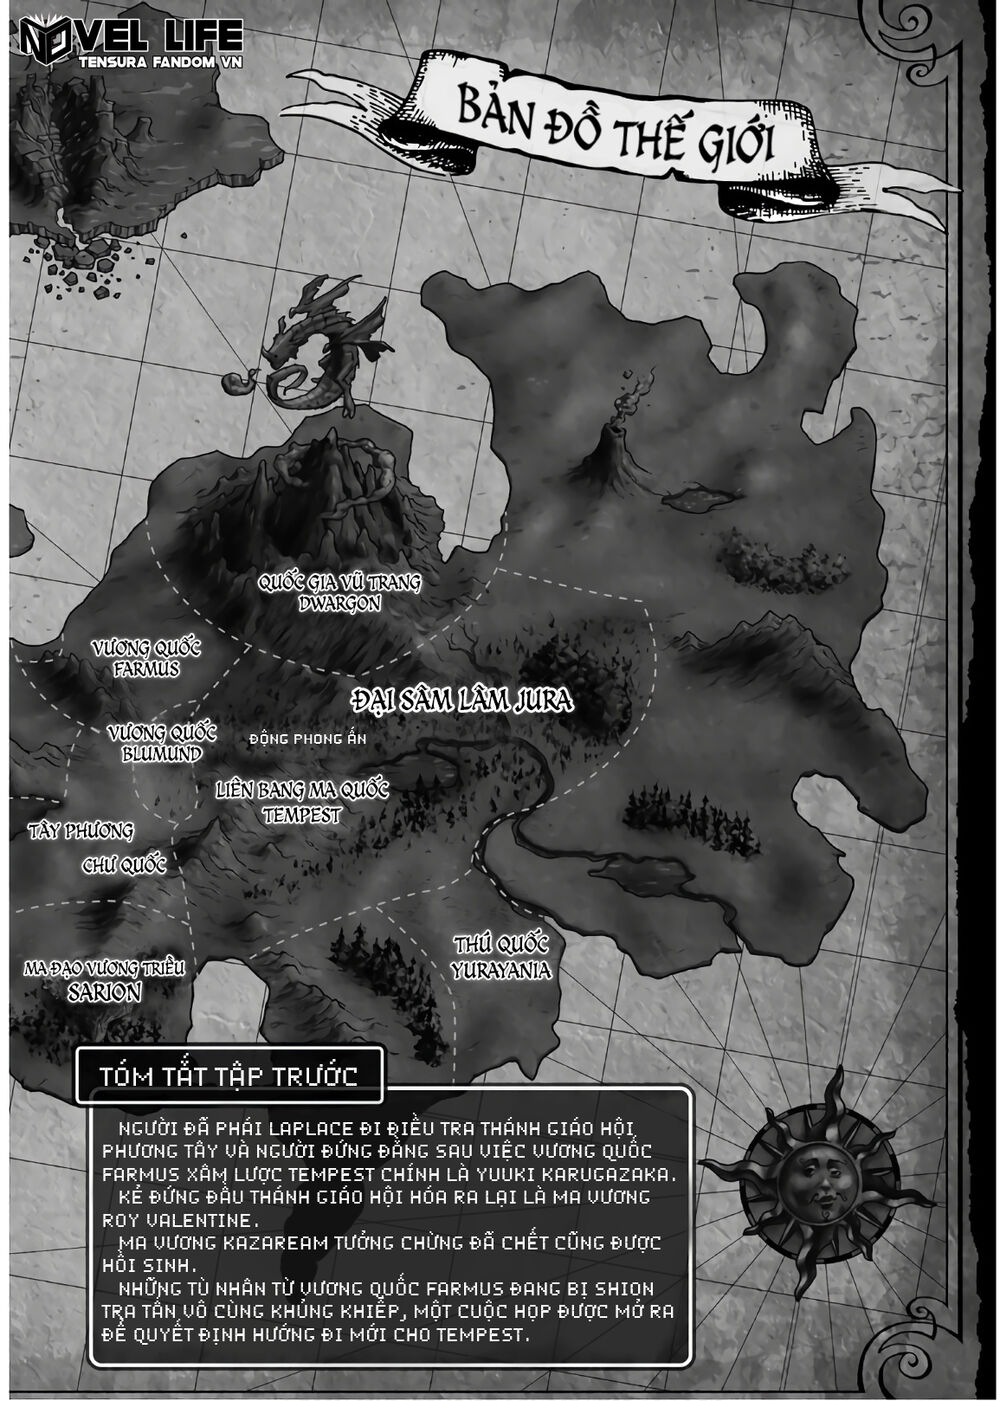 NOVEL LIFE
TENSURA FANDOM VN
BẢN ĐỒ THẾ GIỚI
QUỐC GIA VŨ TRANG
DWARGON
VƯƠNG QUỐC
FARMUS
ĐẠI SÂM LÂM JURA
VƯƠNG QUỐC
BLUMUND
ĐỘNG PHONG ẤN
LIÊN BANG MA QUỐC
TEMPEST
TÂY PHƯƠNG
CHƯ QUỐC
THÚ QUỐC
YURAYANIA
MA ĐẠO VƯƠNG TRIỀU
SARION
TÓM TẮT TẬP TRƯỚC
NGƯỜI ĐÃ PHÁI LAPLACE ĐI ĐIỀU TRA THÁNH GIÁO HỘI
PHƯƠNG TÂY VÀ NGƯỜI ĐỨNG ĐẰNG SAU VIỆC VƯƠNG QUỐC
FARMUS XÂM LƯỢC TEMPEST CHÍNH LÀ YUUKI KARUGAZAKA.
KẺ ĐỨNG ĐẦU THÁNH GIÁO HỘI HÓA RA LẠI LÀ MA VƯƠNG
ROY VALENTINE.
MA VƯƠNG KAZAREAM TƯỞNG CHỪNG ĐÃ CHẾT CŨNG ĐƯỢC
HỒI SINH.
NHỮNG TÙ NHÂN TỪ VƯƠNG QUỐC FARMUS ĐANG BỊ SHION
TRA TẤN VÔ CÙNG KHỦNG KHIẾP, MỘT CUỘC HỌP ĐƯỢC MỞ RA
ĐỂ QUYẾT ĐỊNH HƯỚNG ĐI MỚI CHO TEMPEST.